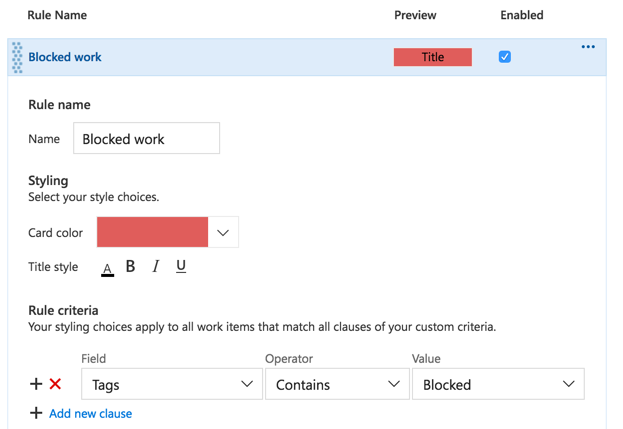 Rule Name Preview Enabled
Blocked work Title
Rule name
Name Blocked work
Styling
Select your style choices.
Card color
Title style A B I U
Rule criteria
Your styling choices apply to all work items that match all clauses of your custom criteria.
Field Operator Value
Tags Contains Blocked
Add new clause